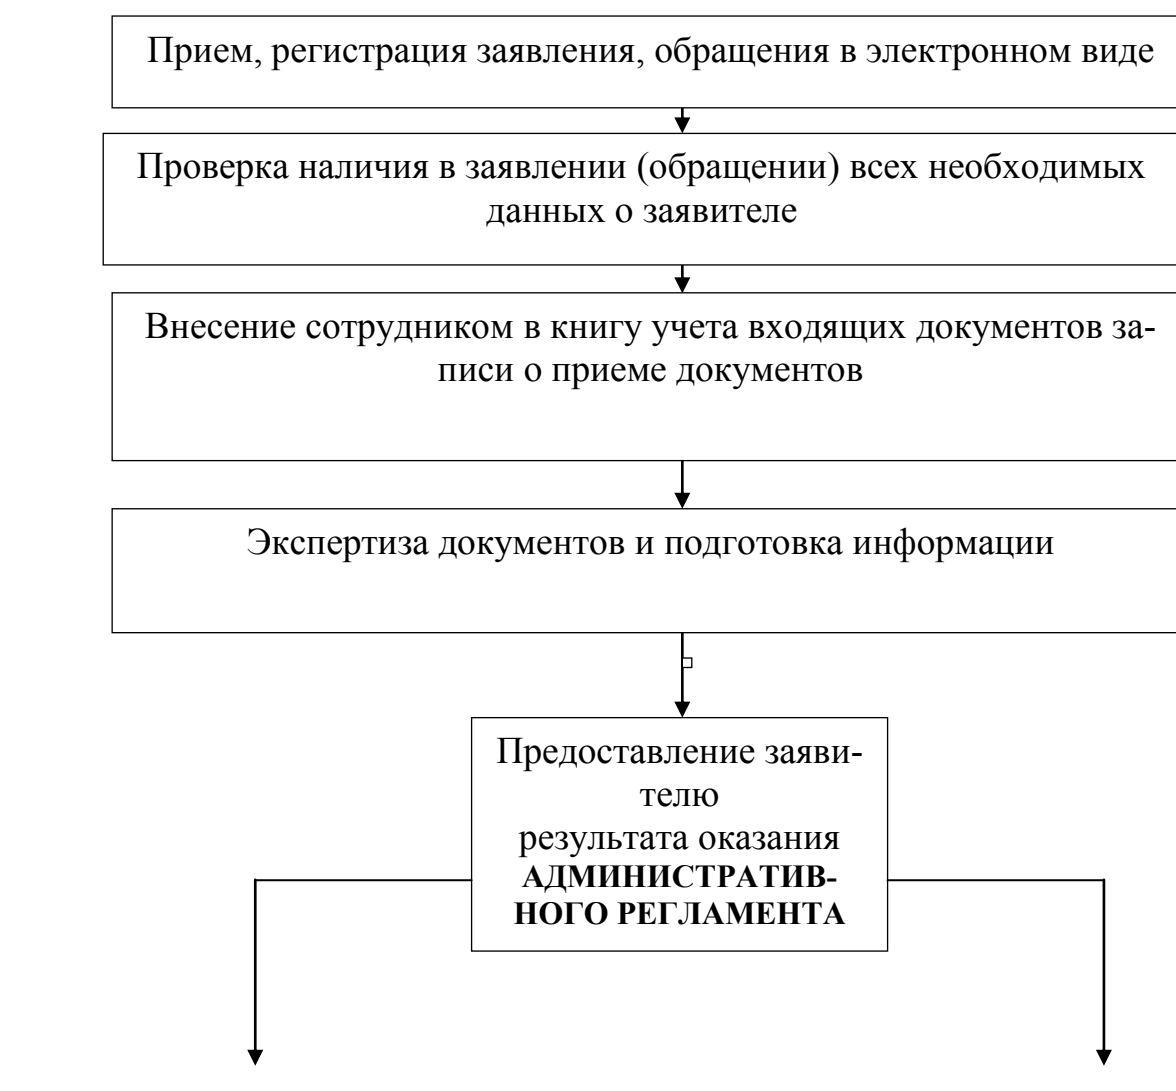 Прием, регистрация заявления, обращения в электронном виде
Проверка наличия в заявлении (обращении) всех необходимых
данных о заявителе
Внесение сотрудником в книгу учета входящих документов за-
писи о приеме документов
Экспертиза документов и подготовка информации
Предоставление заяви-
телю
результата оказания
АДМИНИСТРАТИВ-
НОГО РЕГЛАМЕНТА